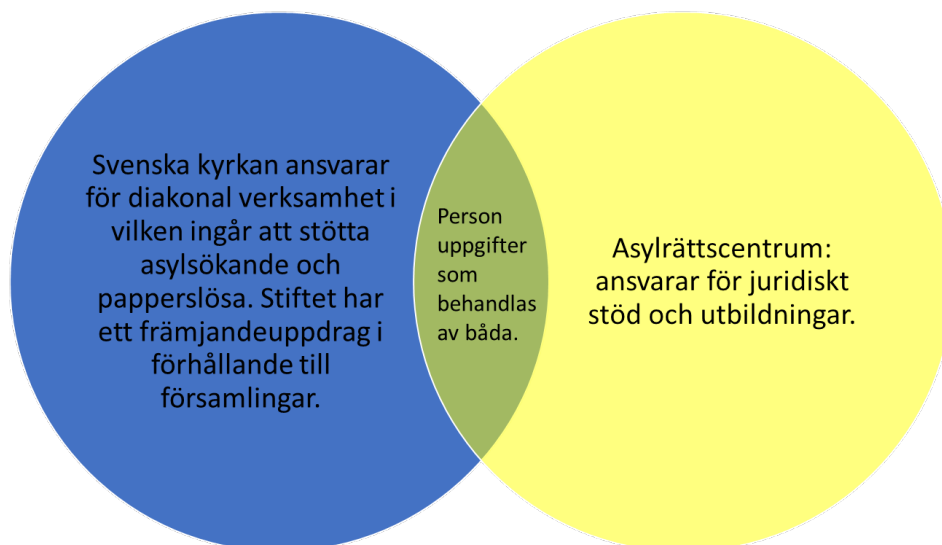 Svenska kyrkan ansvarar
för diakonal verksamhet i
vilken ingår att stötta
asylsökande och
papperslösa. Stiftet har
ett främjandeuppdrag i
förhållande till
församlingar.
Person
uppgifter
som
behandlas
av båda.
Asylrättscentrum:
ansvarar för juridiskt
stöd och utbildningar.